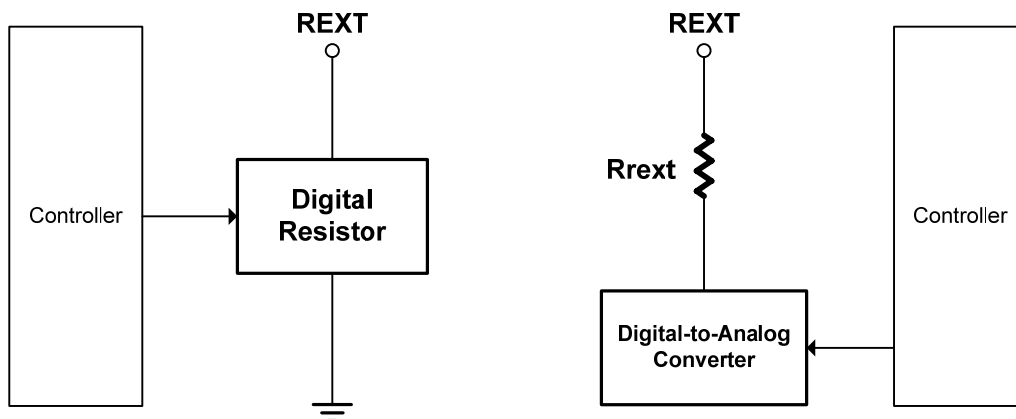 REXT
Controller
Digital
Resistor
REXT
Rrext
Controller
Digital-to-Analog
Converter